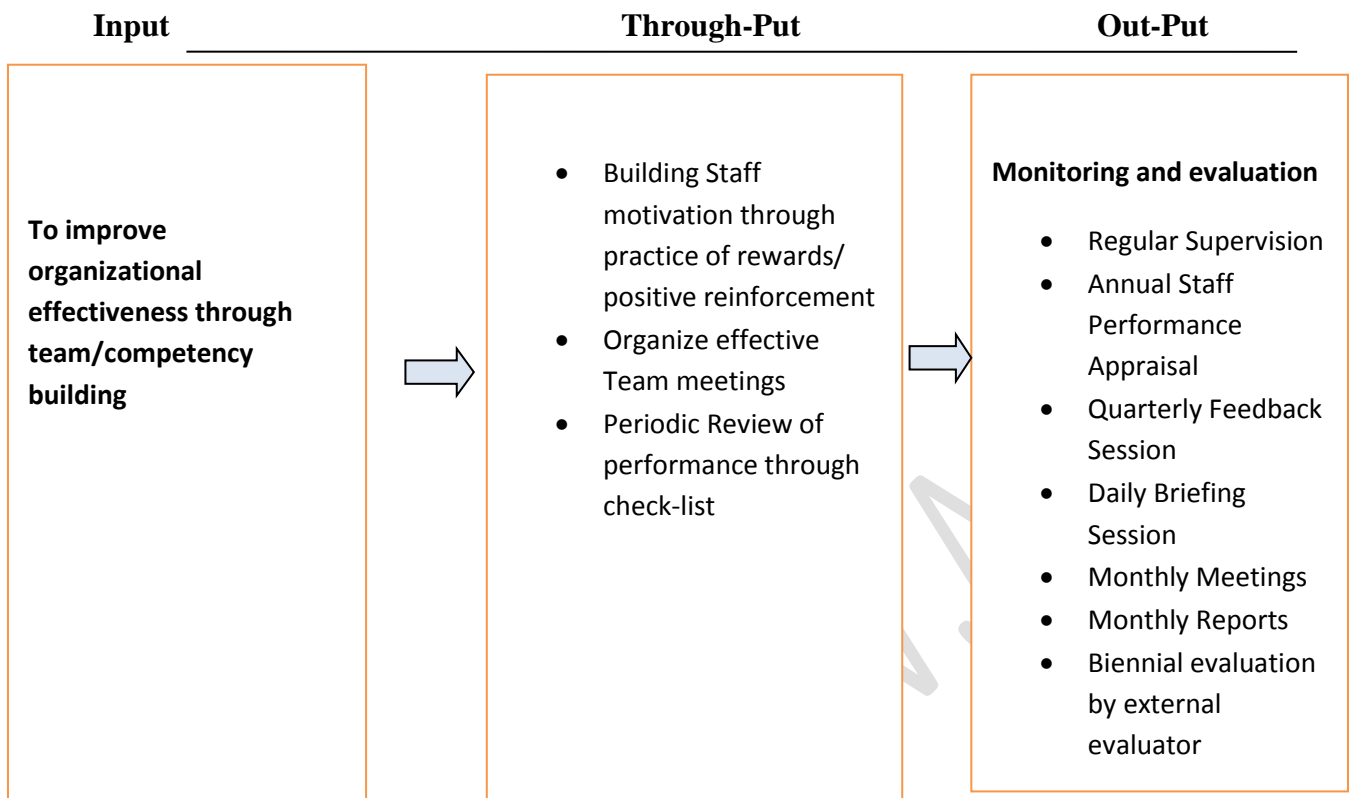 Input Through-Put Out-Put
To improve
organizational
effectiveness through
team/competency
building
• Building Staff
motivation through
practice of rewards/
positive reinforcement
• Organize effective
Team meetings
• Periodic Review of
performance through
check-list
Monitoring and evaluation
• Regular Supervision
• Annual Staff
Performance
Appraisal
• Quarterly Feedback
Session
• Daily Briefing
Session
• Monthly Meetings
• Monthly Reports
• Biennial evaluation
by external
evaluator